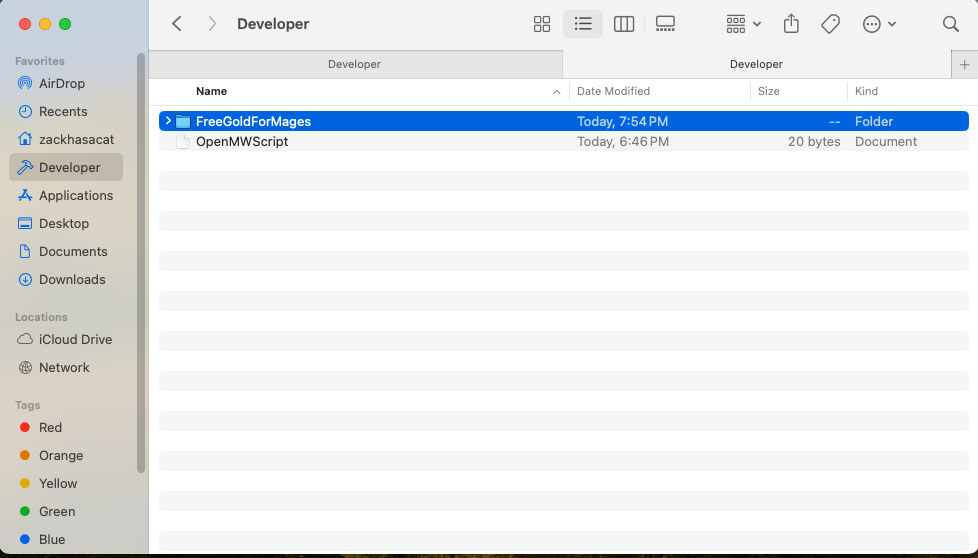 Developer
Developer
Developer
+
Name Date Modified Size Kind
FreeGoldForMages Today, 7:54 PM -- Folder
OpenMWScript Today, 6:46 PM 20 bytes Document
Favorites
AirDrop
Recents
zackhasacat
Developer
Applications
Desktop
Documents
Downloads
Locations
iCloud Drive
Network
Tags
Red
Orange
Yellow
Green
Blue